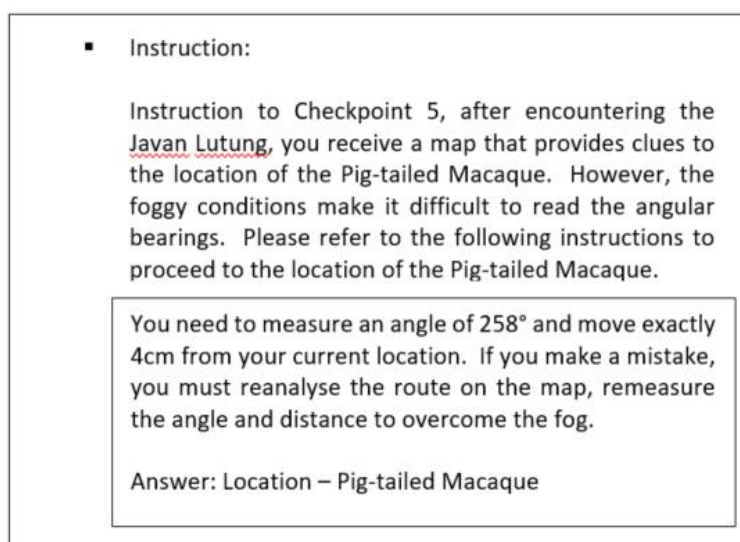 ▪ Instruction:
Instruction to Checkpoint 5, after encountering the
Javan Lutung, you receive a map that provides clues to
the location of the Pig-tailed Macaque. However, the
foggy conditions make it difficult to read the angular
bearings. Please refer to the following instructions to
proceed to the location of the Pig-tailed Macaque.
You need to measure an angle of 258° and move exactly
4cm from your current location. If you make a mistake,
you must reanalyse the route on the map, remeasure
the angle and distance to overcome the fog.
Answer: Location – Pig-tailed Macaque